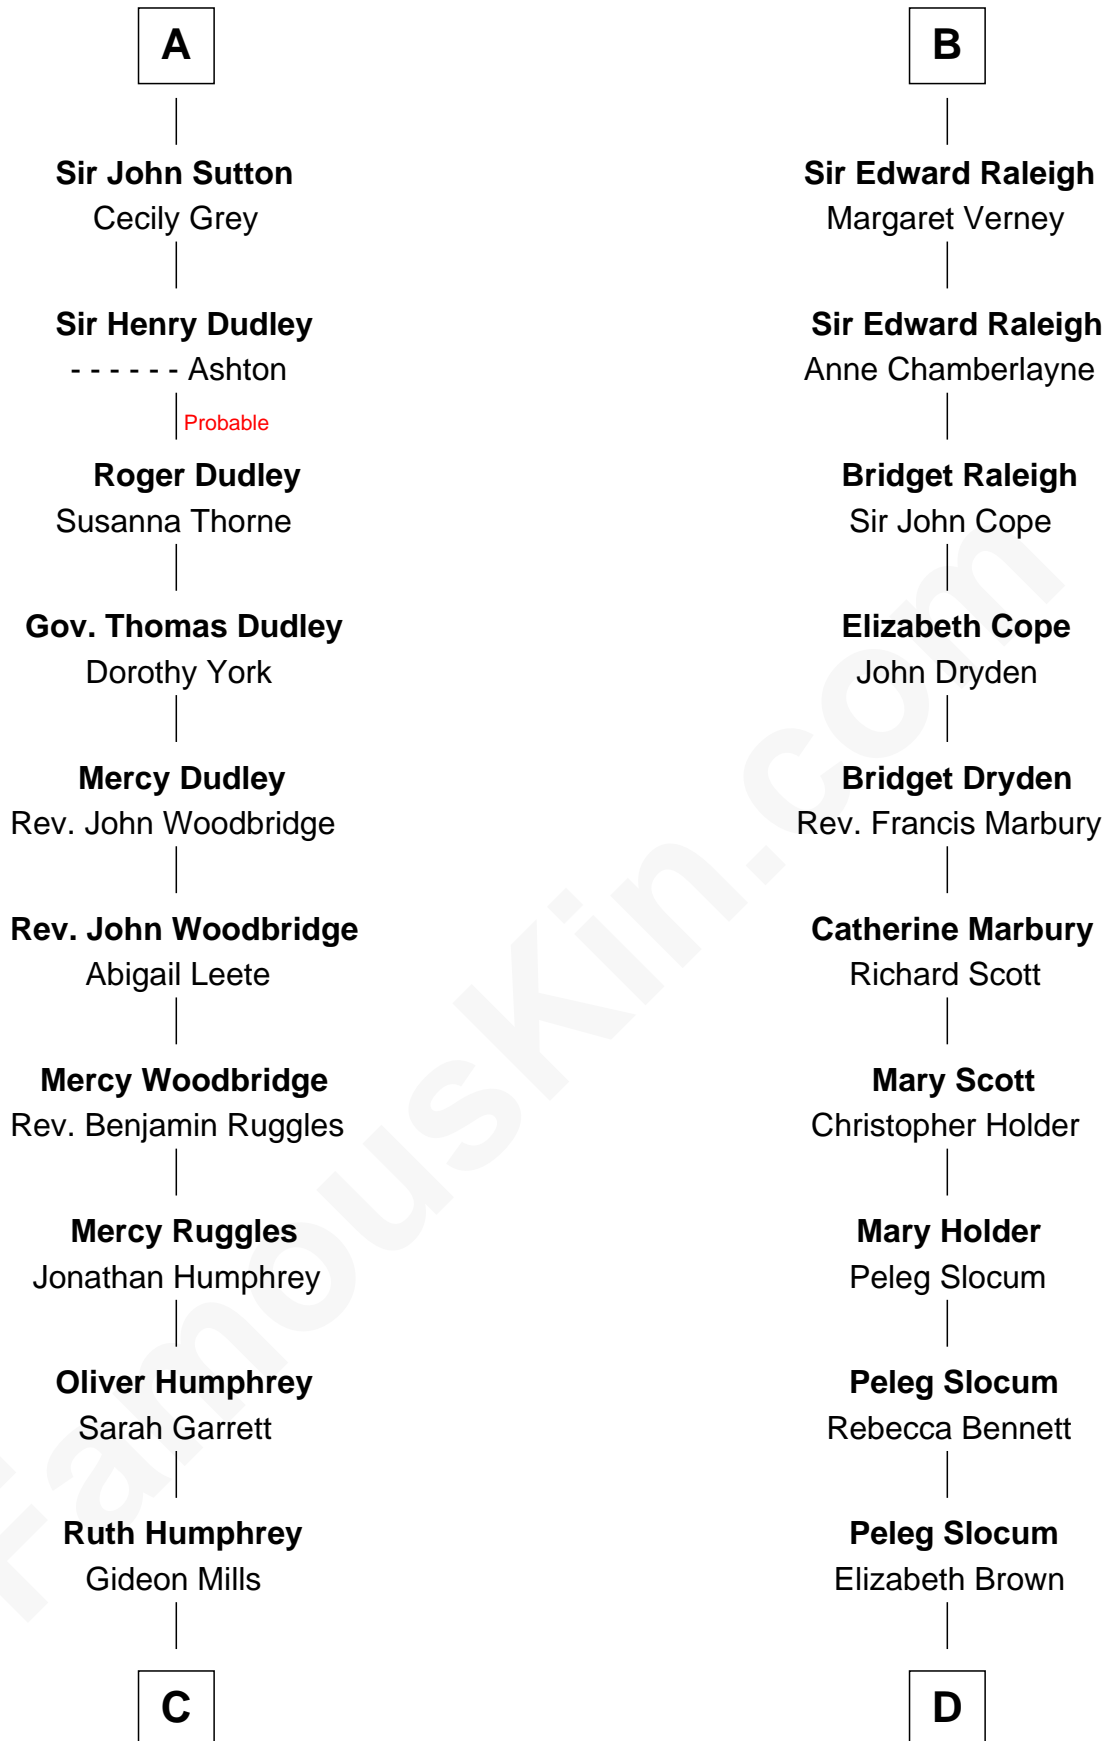 A
Sir John Sutton
Cecily Grey
Sir Henry Dudley
- - - - - - Ashton
Probable
Roger Dudley
Susanna Thorne
Gov. Thomas Dudley
Dorothy York
Mercy Dudley
Rev. John Woodbridge
Rev. John Woodbridge
Abigail Leete
Mercy Woodbridge
Rev. Benjamin Ruggles
Mercy Ruggles
Jonathan Humphrey
Oliver Humphrey
Sarah Garrett
Ruth Humphrey
Gideon Mills
C
B
Sir Edward Raleigh
Margaret Verney
Sir Edward Raleigh
Anne Chamberlayne
Bridget Raleigh
Sir John Cope
Elizabeth Cope
John Dryden
Bridget Dryden
Rev. Francis Marbury
Catherine Marbury
Richard Scott
Mary Scott
Christopher Holder
Mary Holder
Peleg Slocum
Peleg Slocum
Rebecca Bennett
Peleg Slocum
Elizabeth Brown
D
FamousKin.com